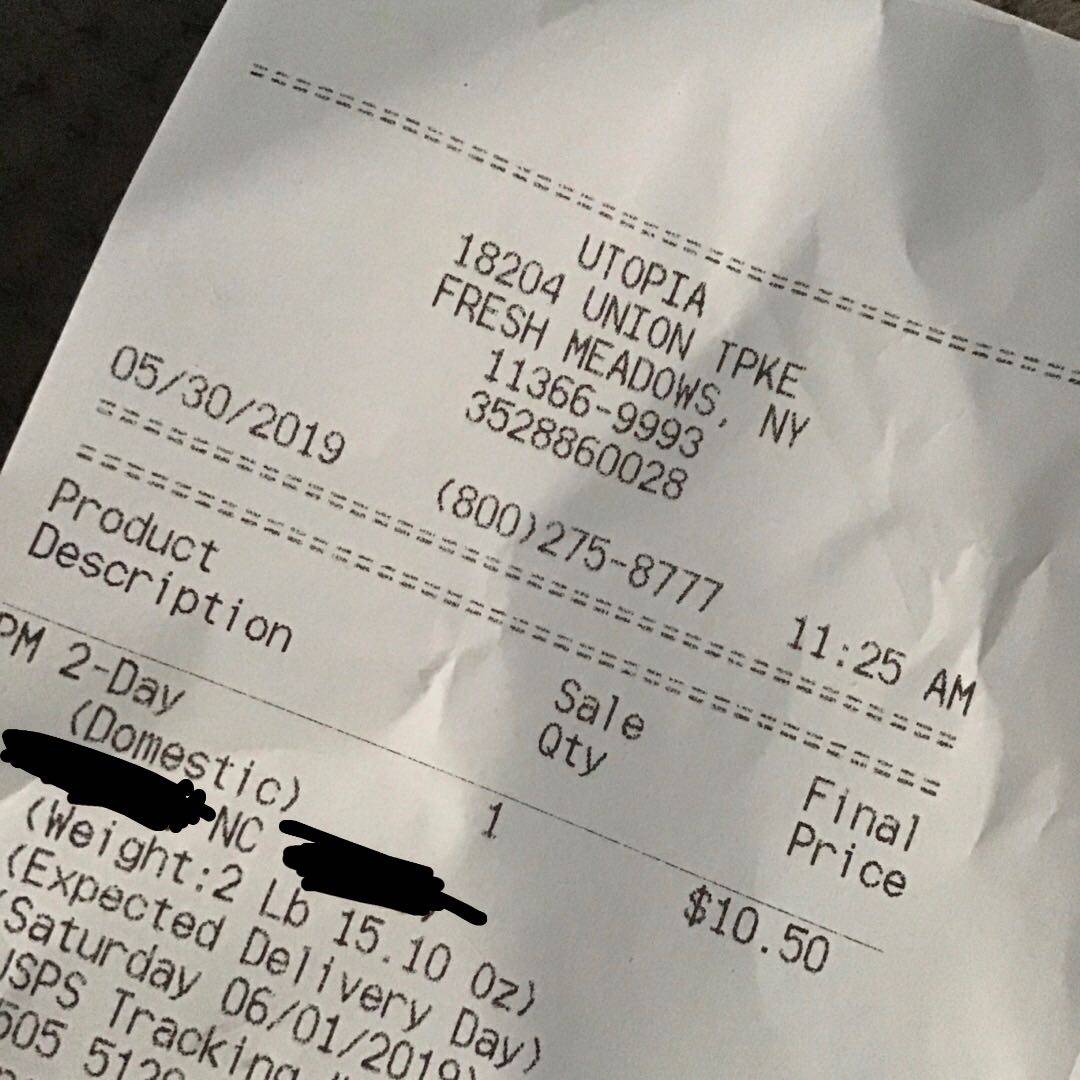 UTOPIA
18204 UNION TPKE
FRESH MEADOWS, NY
11366-9993
3528860028
05/30/2019 (800)275-8777 11:25 AM
Product Sale Final
Description Qty Price
PM 2-Day 1 $10.50
(Domestic)
NC
(Weight:2 Lb 15.10 Oz)
(Expected Delivery Day)
(Saturday 06/01/2019)
USPS Tracking
505